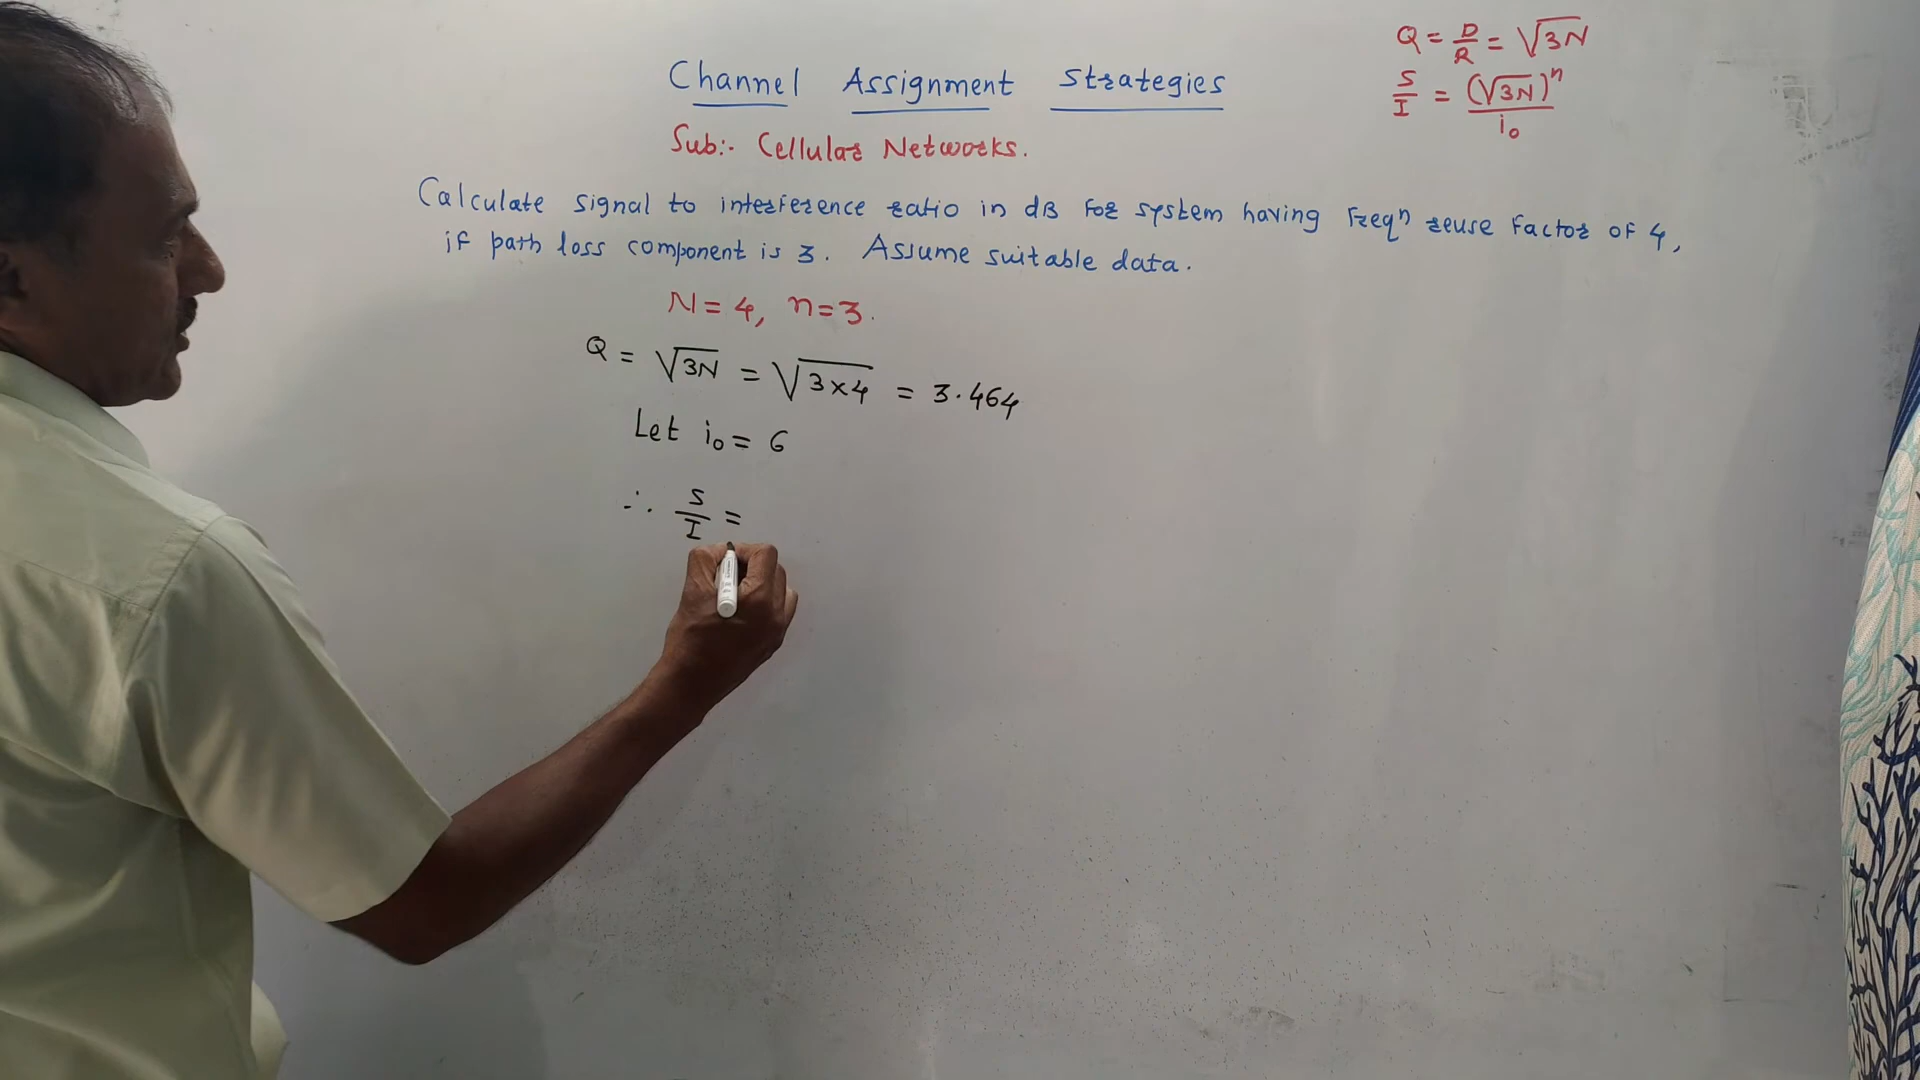 Q = D/R = √3N
S/I = (√3N)ⁿ / i₀
Channel Assignment Strategies
Sub:- Cellular Networks.
Calculate signal to interference ratio in dB for system having freqⁿ reuse factor of 4,
if path loss component is 3. Assume suitable data.
N = 4, n = 3.
Q = √3N = √3×4 = 3.464
Let i₀ = 6
∴ S/I =